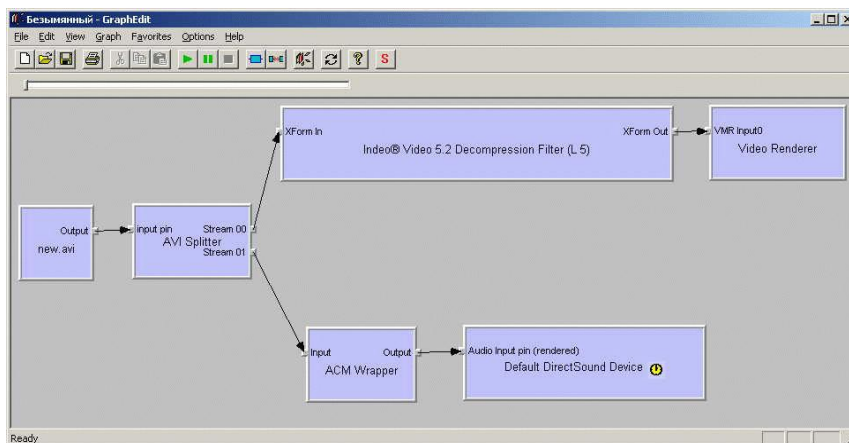 Безымянный - GraphEdit
File Edit View Graph Favorites Options Help
S
XForm In
XForm Out
Indeo® Video 5.2 Decompression Filter (L 5)
VMR Input0
Video Renderer
Output
new.avi
input pin
Stream 00
AVI Splitter
Stream 01
Input
Output
ACM Wrapper
Audio Input pin (rendered)
Default DirectSound Device
Ready